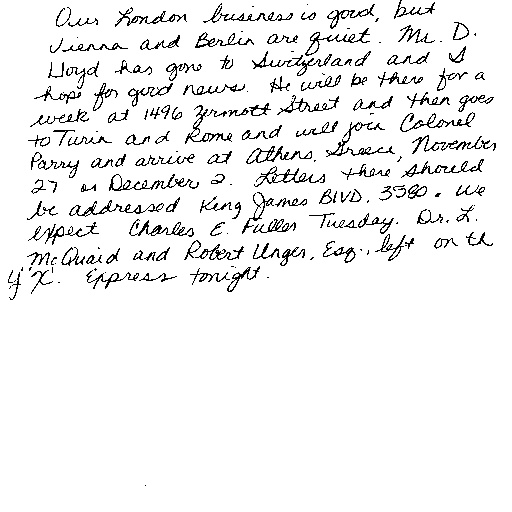 Our London business is good, but
Vienna and Berlin are quiet. Mr. D.
Lloyd has gone to Switzerland and I
hope for good news. He will be there for a
week at 1496 Zermott Street and then goes
to Turin and Rome and will join Colonel
Parry and arrive at Athens, Greece, November
27 or December 2. Letters there should
be addressed King James BLVD. 3580. We
expect Charles E. Fuller Tuesday. Dr. L.
McQuaid and Robert Unger, Esq., left on th
"Y.X. Express tonight.